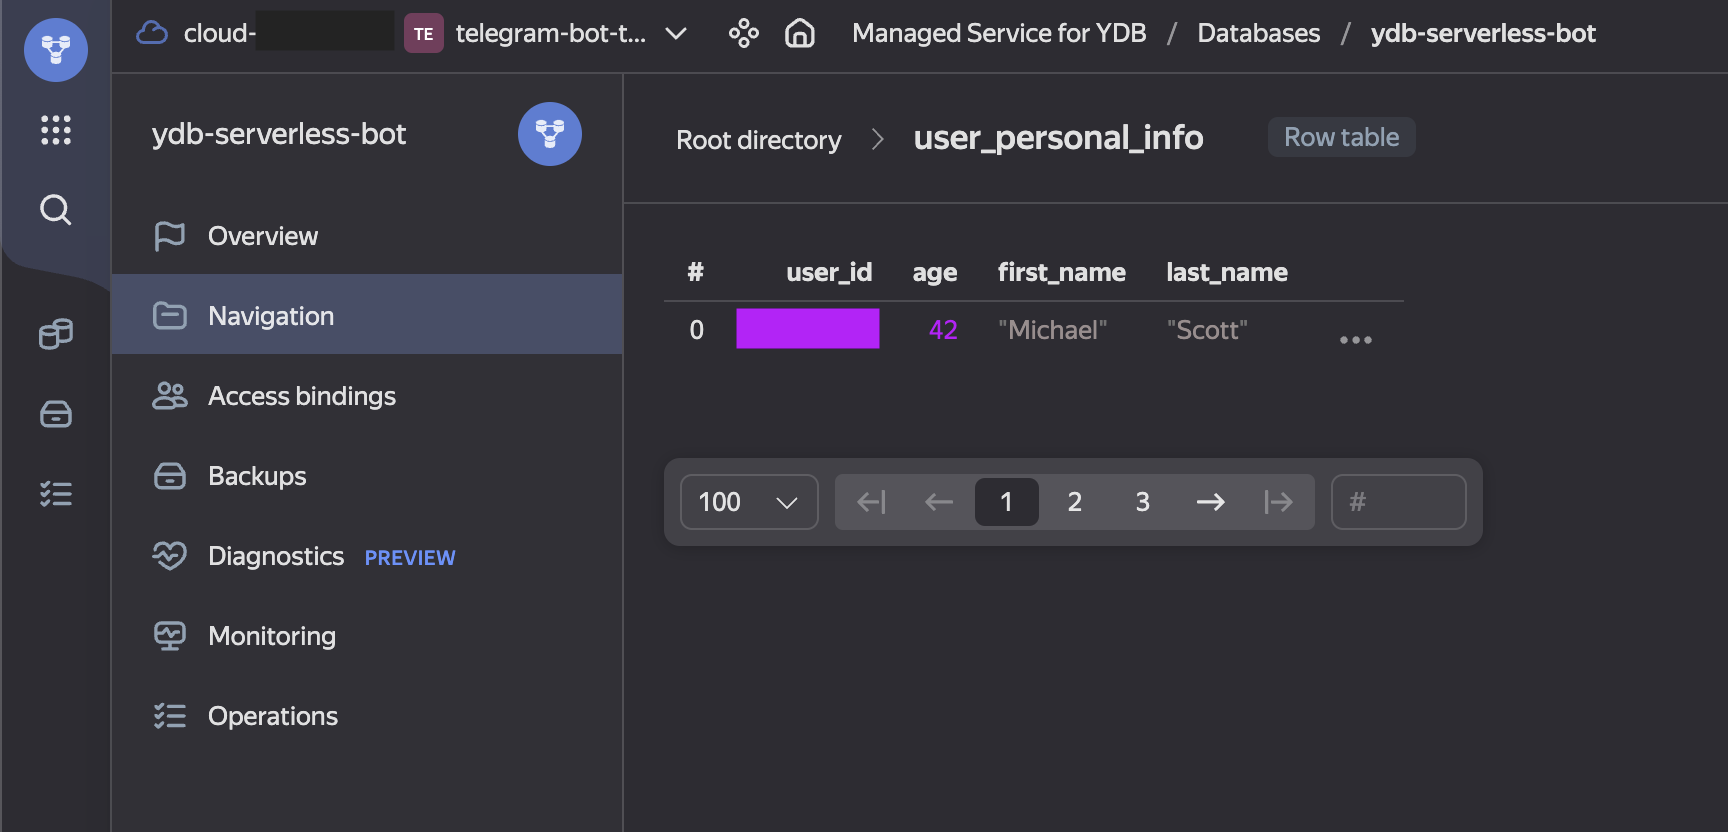 cloud- TE telegram-bot-t... Managed Service for YDB / Databases / ydb-serverless-bot
ydb-serverless-bot
Overview
Navigation
Access bindings
Backups
Diagnostics PREVIEW
Monitoring
Operations
Root directory > user_personal_info Row table
# user_id age first_name last_name
0 42 "Michael" "Scott" ...
100 1 2 3 #